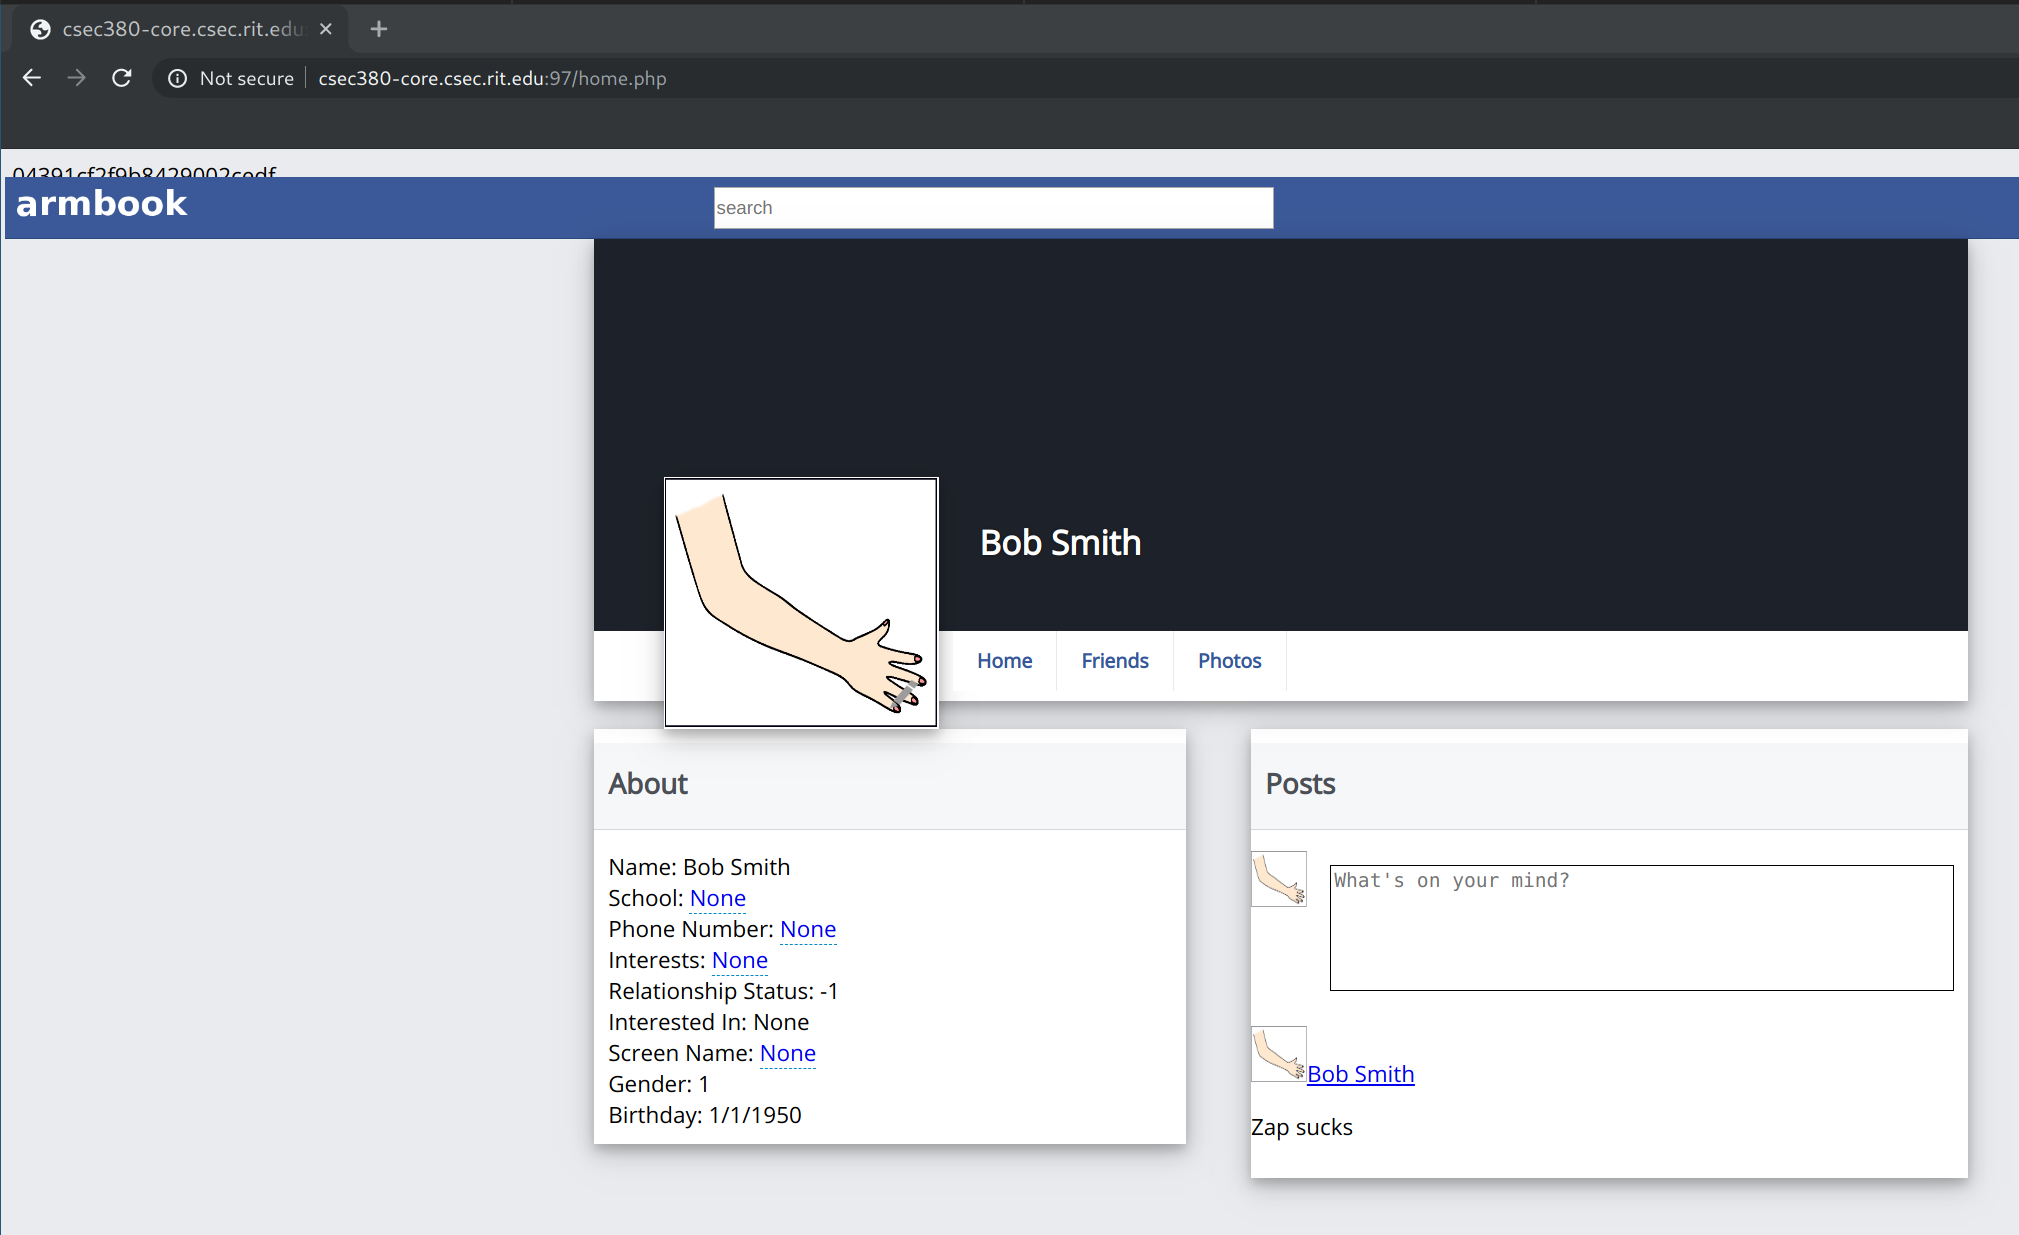 csec380-core.csec.rit.edu
Not secure csec380-core.csec.rit.edu:97/home.php
04391cf2f9b8429002cedf
armbook
search
Bob Smith
Home Friends Photos
About
Name: Bob Smith
School: None
Phone Number: None
Interests: None
Relationship Status: -1
Interested In: None
Screen Name: None
Gender: 1
Birthday: 1/1/1950
Posts
What's on your mind?
Bob Smith
Zap sucks